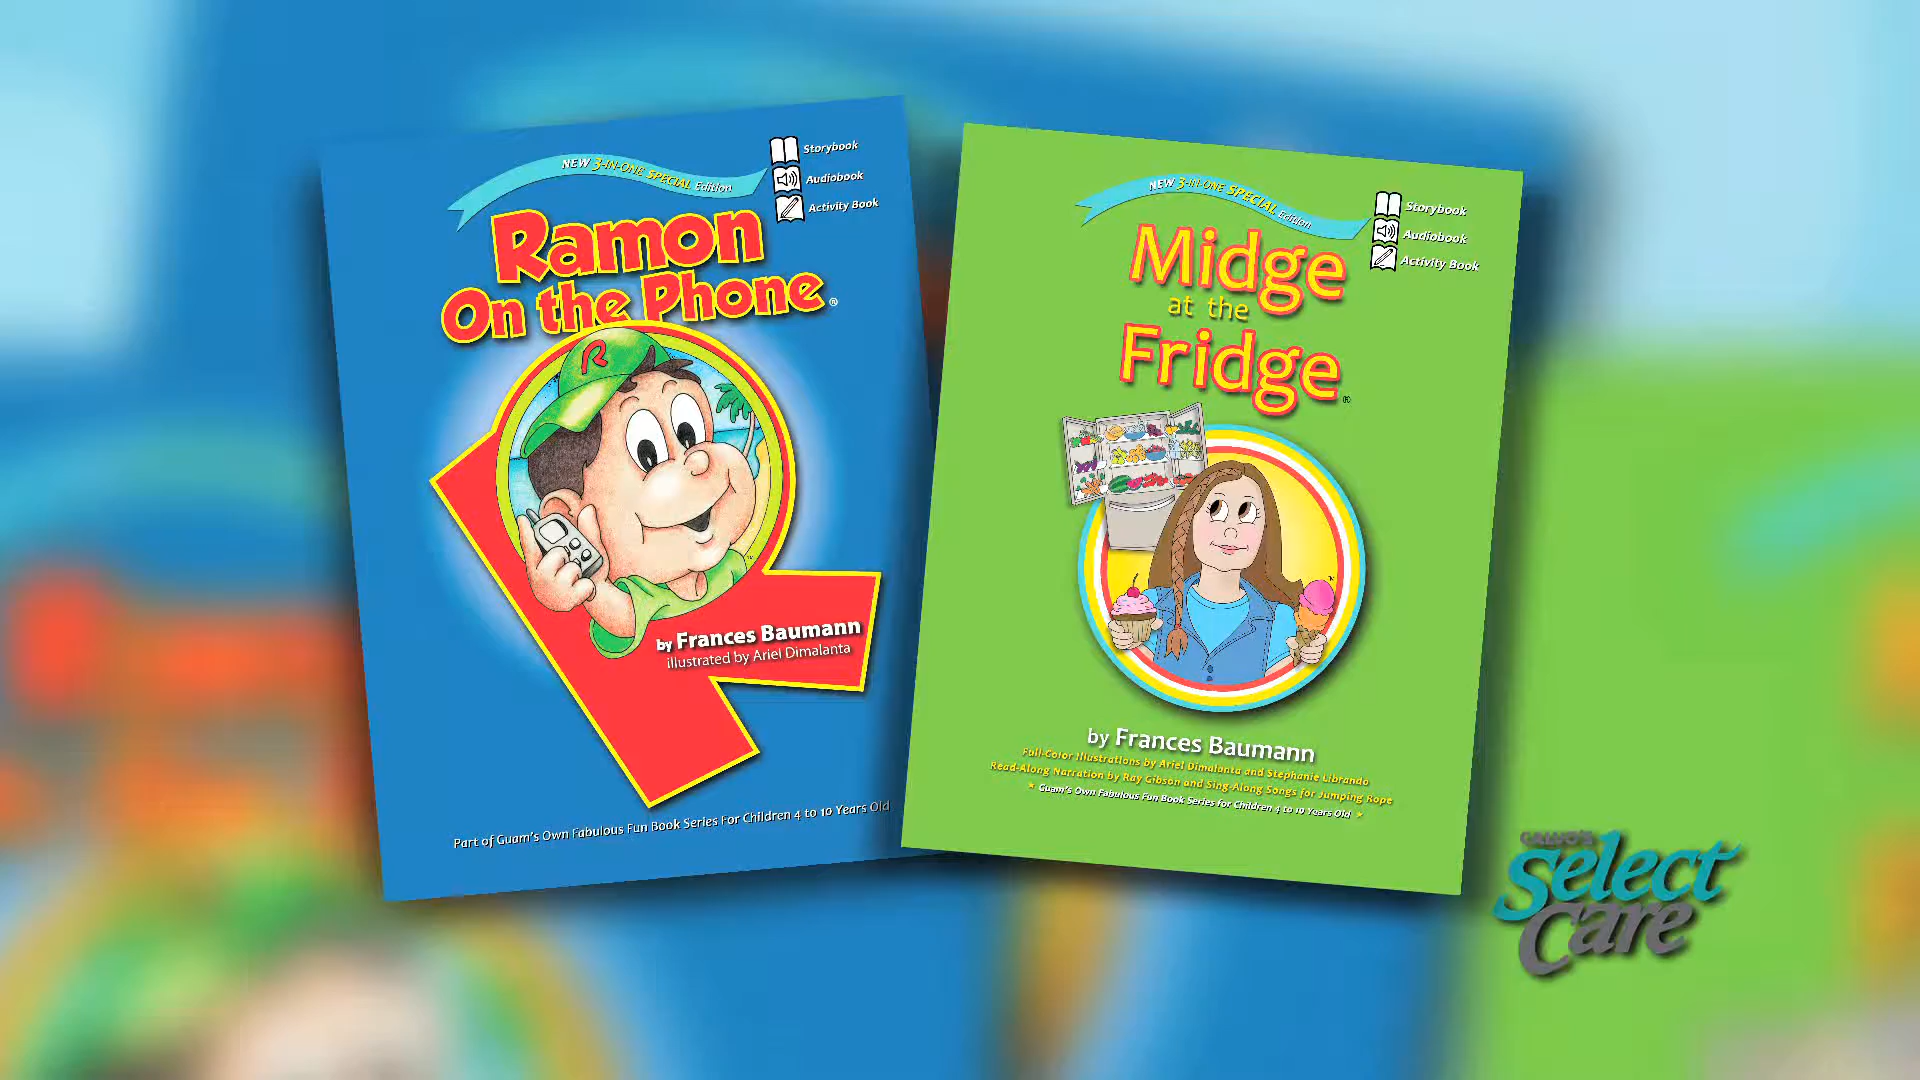 NEW 3-IN-ONE SPECIAL Edition
Storybook
Audiobook
Activity Book
Ramon
On the Phone®
R
by Frances Baumann
illustrated by Ariel Dimalanta
Part of Guam's Own Fabulous Fun Book Series For Children 4 to 10 Years Old
NEW 3-IN-ONE SPECIAL Edition
Storybook
Audiobook
Activity Book
Midge
at the
Fridge®
by Frances Baumann
Full-Color Illustrations by Ariel Dimalanta and Stephanie Librando
Read-Along Narration by Ray Gibson and Sing-Along Songs for Jumping Rope
★ Guam's Own Fabulous Fun Book Series for Children 4 to 10 Years Old ★
CALVO'S
Select
Care